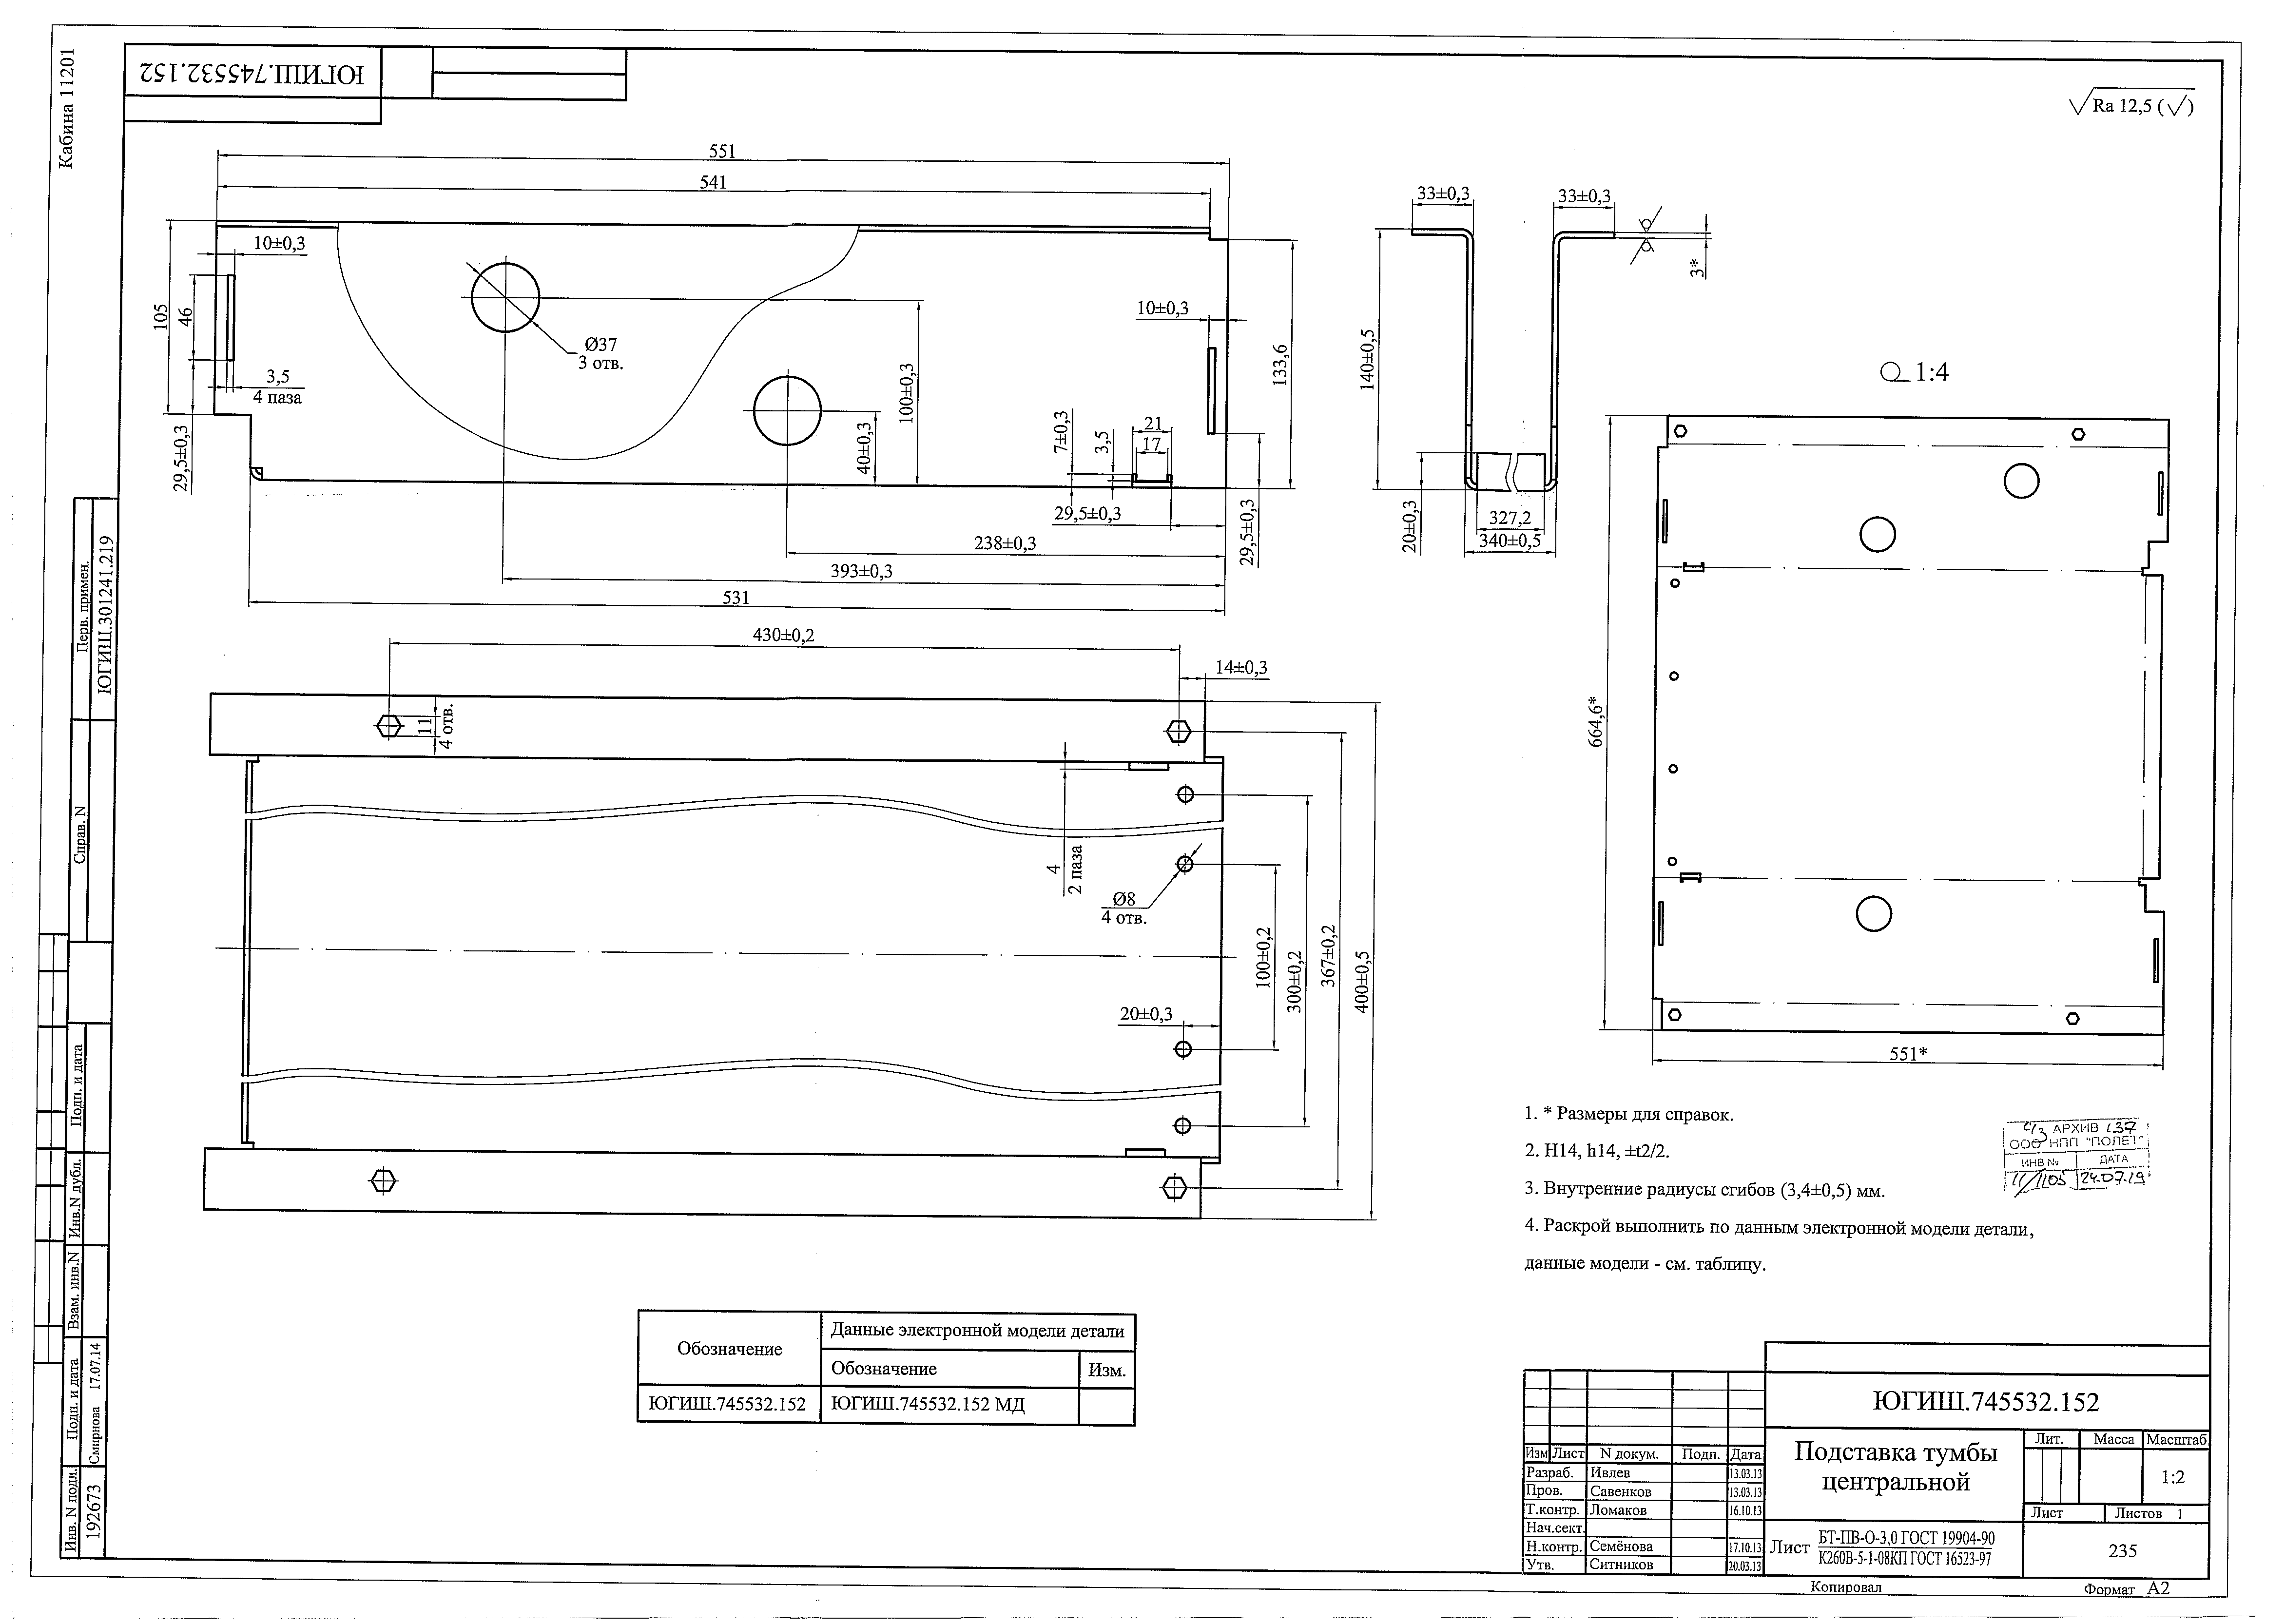 Кабина 11201
ЮГИШ.745532.152
Ra 12,5 (√)
551
541
10±0,3
105
46
3,5
4 паза
29,5±0,3
Ø37
3 отв.
100±0,3
40±0,3
10±0,3
133,6
7±0,3
3,5
21
17
29,5±0,3
29,5±0,3
238±0,3
393±0,3
531
33±0,3
33±0,3
3*
140±0,5
20±0,3
327,2
340±0,5
1:4
664,6*
551*
430±0,2
14±0,3
11
4 отв.
4
2 паза
Ø8
4 отв.
20±0,3
100±0,2
300±0,2
367±0,2
400±0,5
1. * Размеры для справок.
2. H14, h14, ±t2/2.
3. Внутренние радиусы сгибов (3,4±0,5) мм.
4. Раскрой выполнить по данным электронной модели детали,
данные модели - см. таблицу.
АРХИВ 137
ООО НПП "ПОЛЕТ"
ИНВ № ДАТА
24.07.19
Обозначение
Данные электронной модели детали
Обозначение Изм.
ЮГИШ.745532.152 ЮГИШ.745532.152 МД
Перв. примен.
ЮГИШ.301241.219
Справ. N
Подп. и дата
Инв.N дубл.
Взам. инв.N
Подп. и дата
Смирнова 17.07.14
Инв. N подл.
192673
ЮГИШ.745532.152
Изм Лист N докум. Подп. Дата
Разраб. Ивлев 13.03.13
Пров. Савенков 13.03.13
Т.контр. Ломаков 16.10.13
Нач.сект.
Н.контр. Семёнова 17.10.13
Утв. Ситников 20.03.13
Подставка тумбы
центральной
Лит. Масса Масштаб
1:2
Лист Листов 1
Лист БТ-ПВ-О-3,0 ГОСТ 19904-90
К260В-5-1-08КП ГОСТ 16523-97
235
Копировал Формат А2